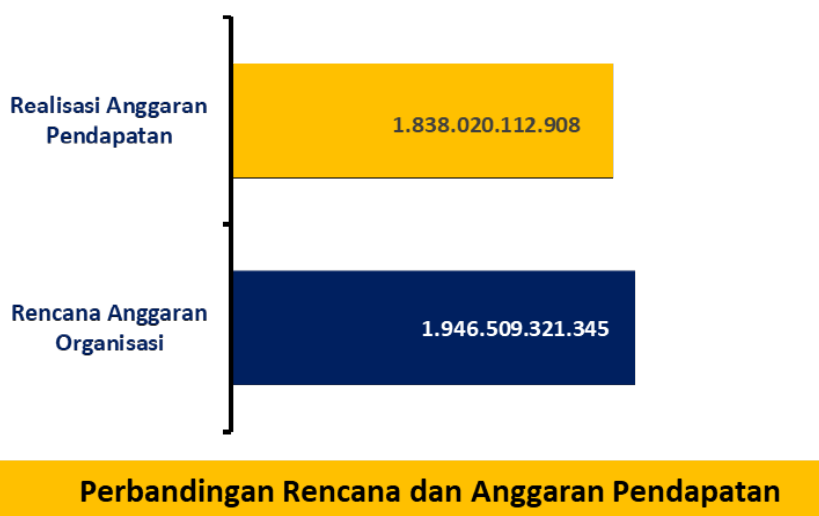 Realisasi Anggaran
Pendapatan
1.838.020.112.908
Rencana Anggaran
Organisasi
1.946.509.321.345
Perbandingan Rencana dan Anggaran Pendapatan